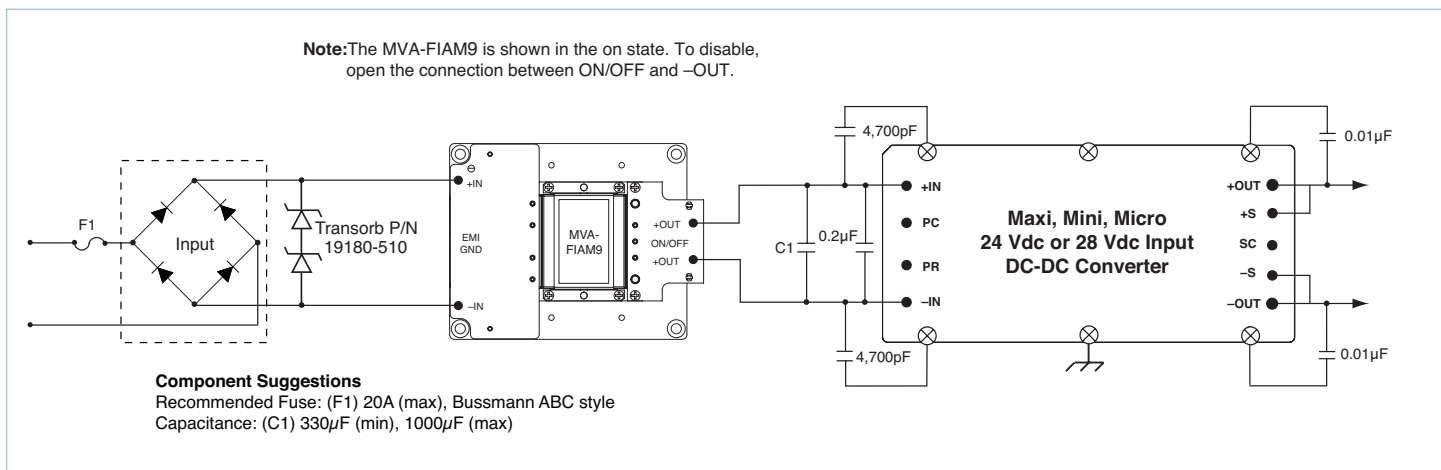 Note:The MVA-FIAM9 is shown in the on state. To disable,
open the connection between ON/OFF and –OUT.
F1
Input
Transorb P/N
19180-510
+IN
EMI
GND
–IN
MVA-
FIAM9
+OUT
ON/OFF
+OUT
C1
0.2µF
4,700pF
4,700pF
+IN
PC
PR
–IN
Maxi, Mini, Micro
24 Vdc or 28 Vdc Input
DC-DC Converter
+OUT
+S
SC
–S
–OUT
0.01µF
0.01µF
Component Suggestions
Recommended Fuse: (F1) 20A (max), Bussmann ABC style
Capacitance: (C1) 330µF (min), 1000µF (max)